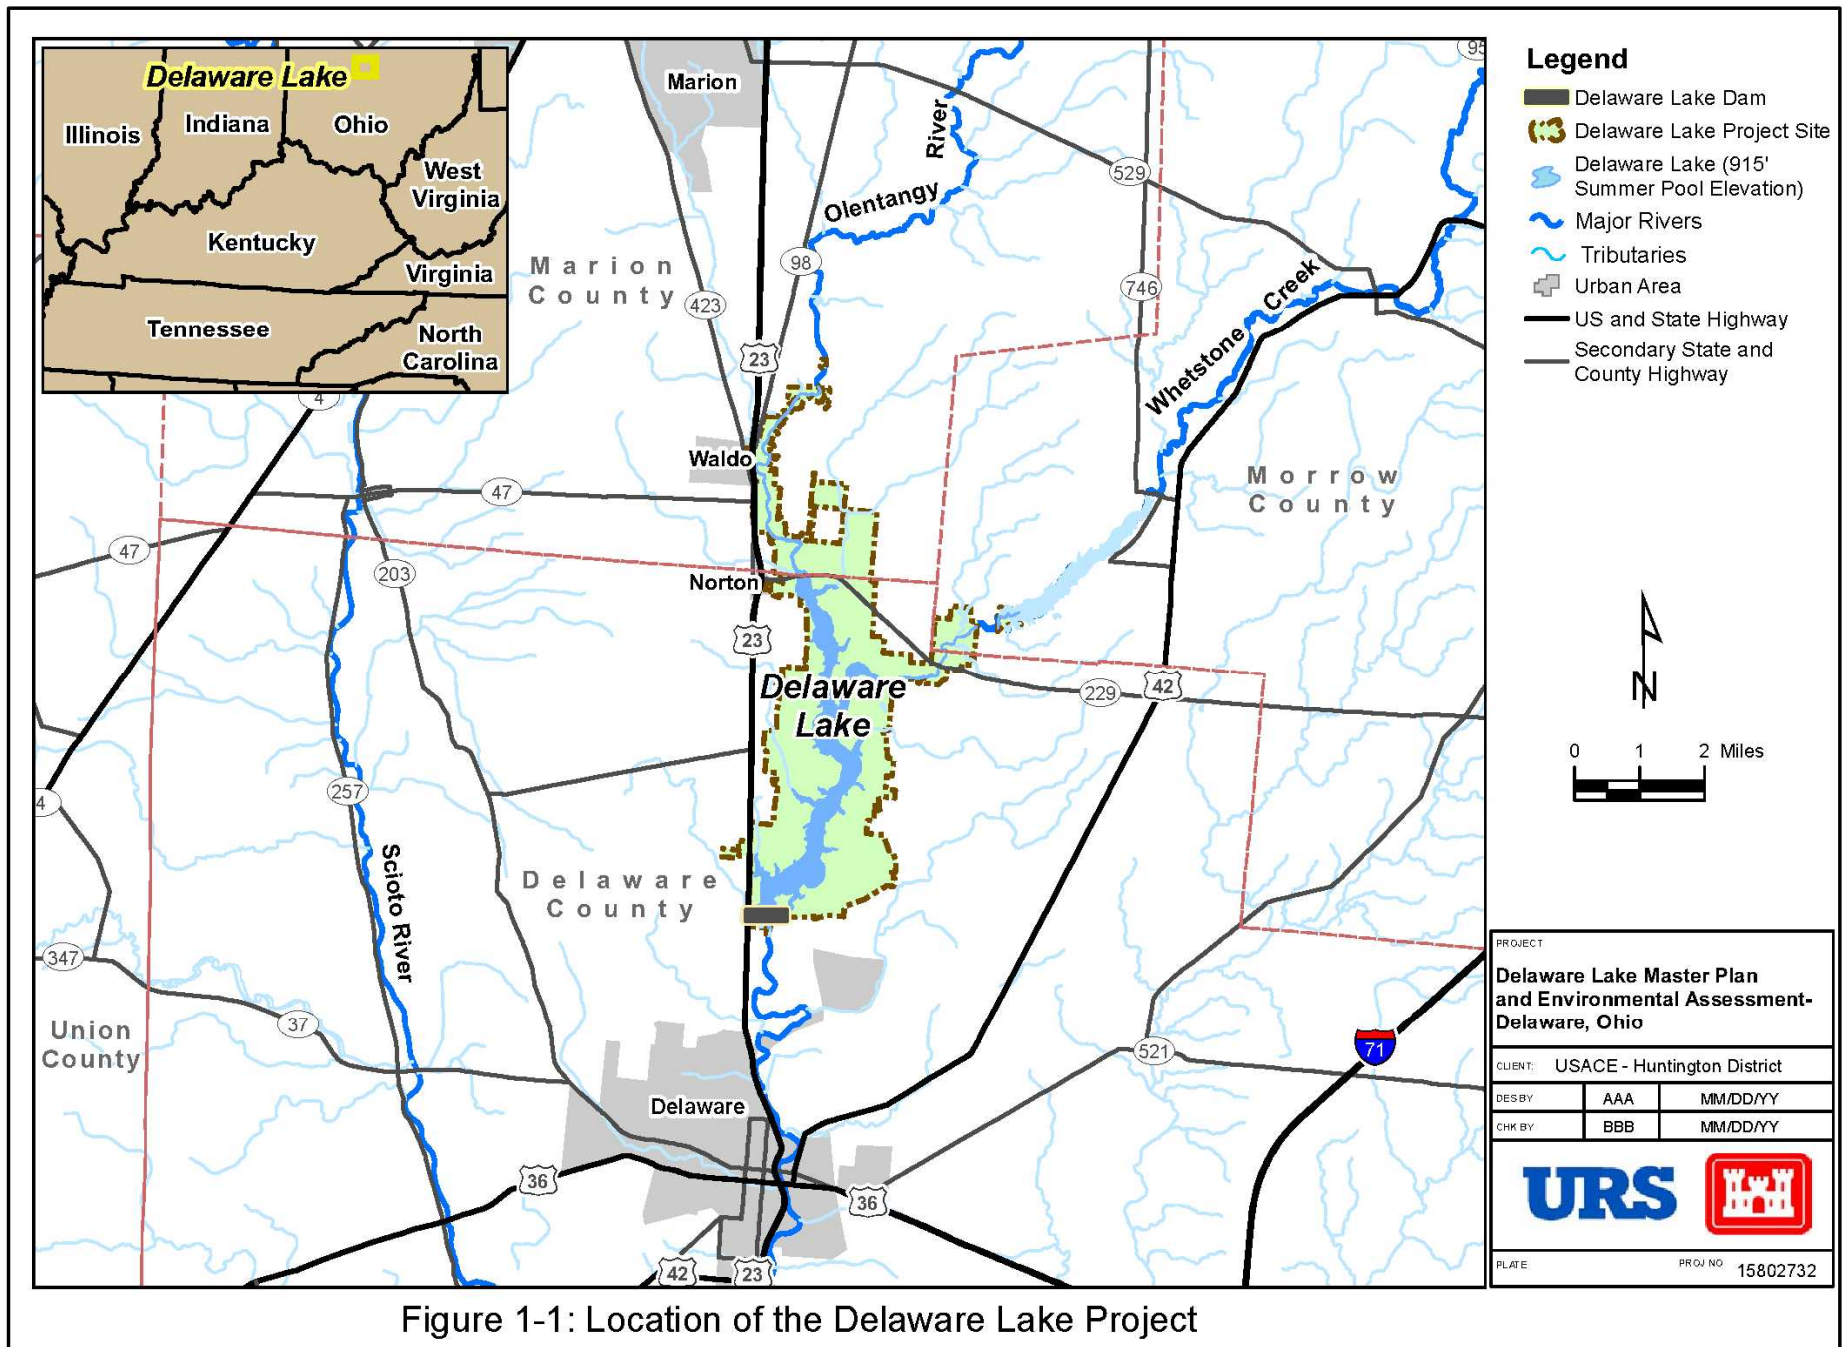 Delaware Lake
Illinois
Indiana
Ohio
West
Virginia
Kentucky
Virginia
Tennessee
North
Carolina
Marion
River
Olentangy
95
529
98
Marion
County
423
746
23
Whetstone Creek
4
Waldo
47
Morrow
County
47
203
Norton
23
Delaware
Lake
229
42
257
4
Scioto River
Delaware
County
347
37
Union
County
521
71
Delaware
36
36
42
23
Legend
Delaware Lake Dam
Delaware Lake Project Site
Delaware Lake (915'
Summer Pool Elevation)
Major Rivers
Tributaries
Urban Area
US and State Highway
Secondary State and
County Highway
N
0 1 2 Miles
PROJECT
Delaware Lake Master Plan
and Environmental Assessment-
Delaware, Ohio
CLIENT: USACE - Huntington District
DES BY AAA MM/DD/YY
CHK BY BBB MM/DD/YY
URS
PLATE PROJ NO 15802732
Figure 1-1: Location of the Delaware Lake Project